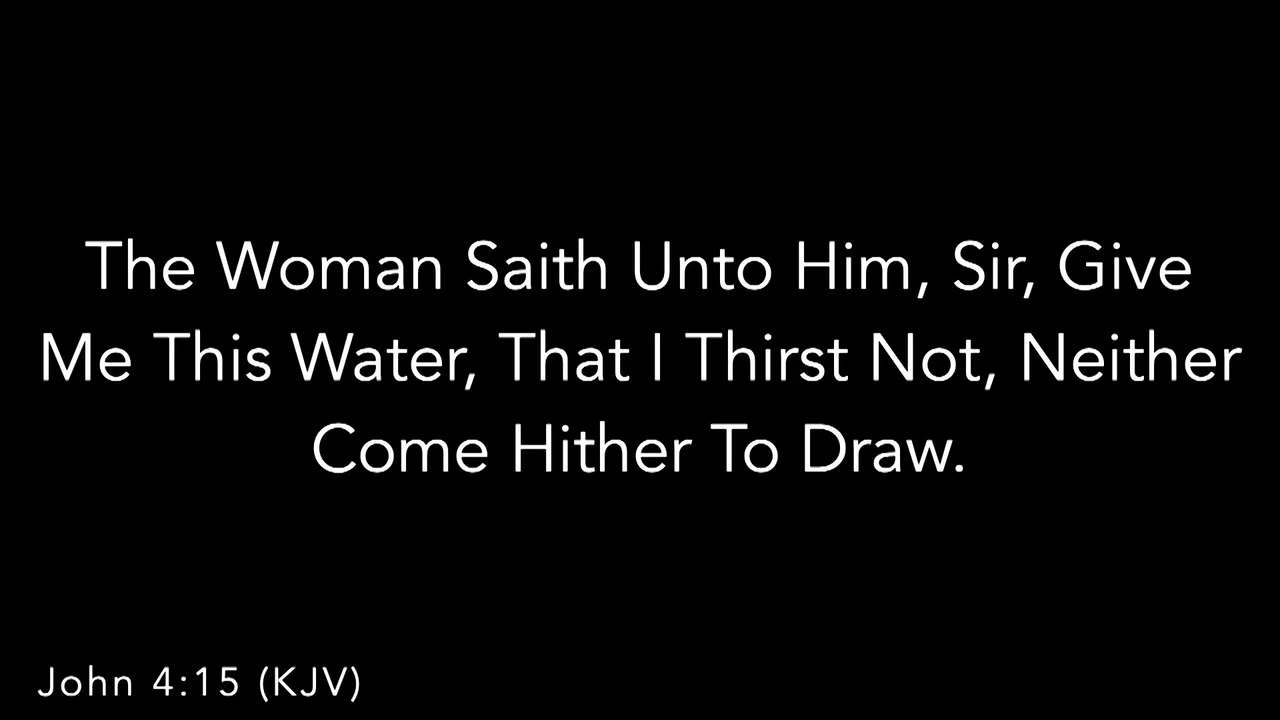 The Woman Saith Unto Him, Sir, Give
Me This Water, That I Thirst Not, Neither
Come Hither To Draw.
John 4:15 (KJV)